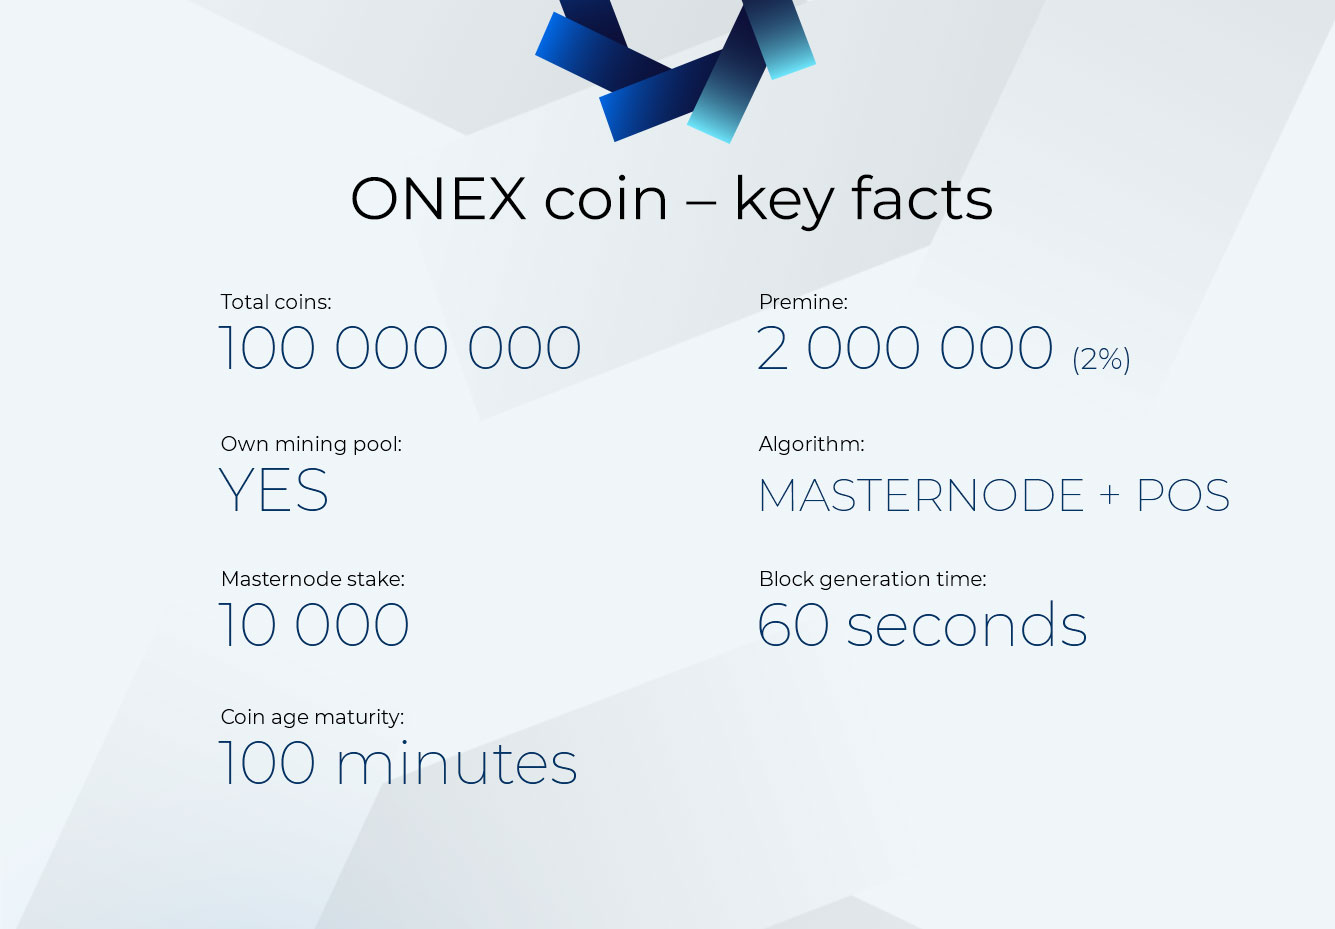 ONEX coin – key facts
Total coins:
100 000 000
Premine:
2 000 000 (2%)
Own mining pool:
YES
Algorithm:
MASTERNODE + POS
Masternode stake:
10 000
Block generation time:
60 seconds
Coin age maturity:
100 minutes